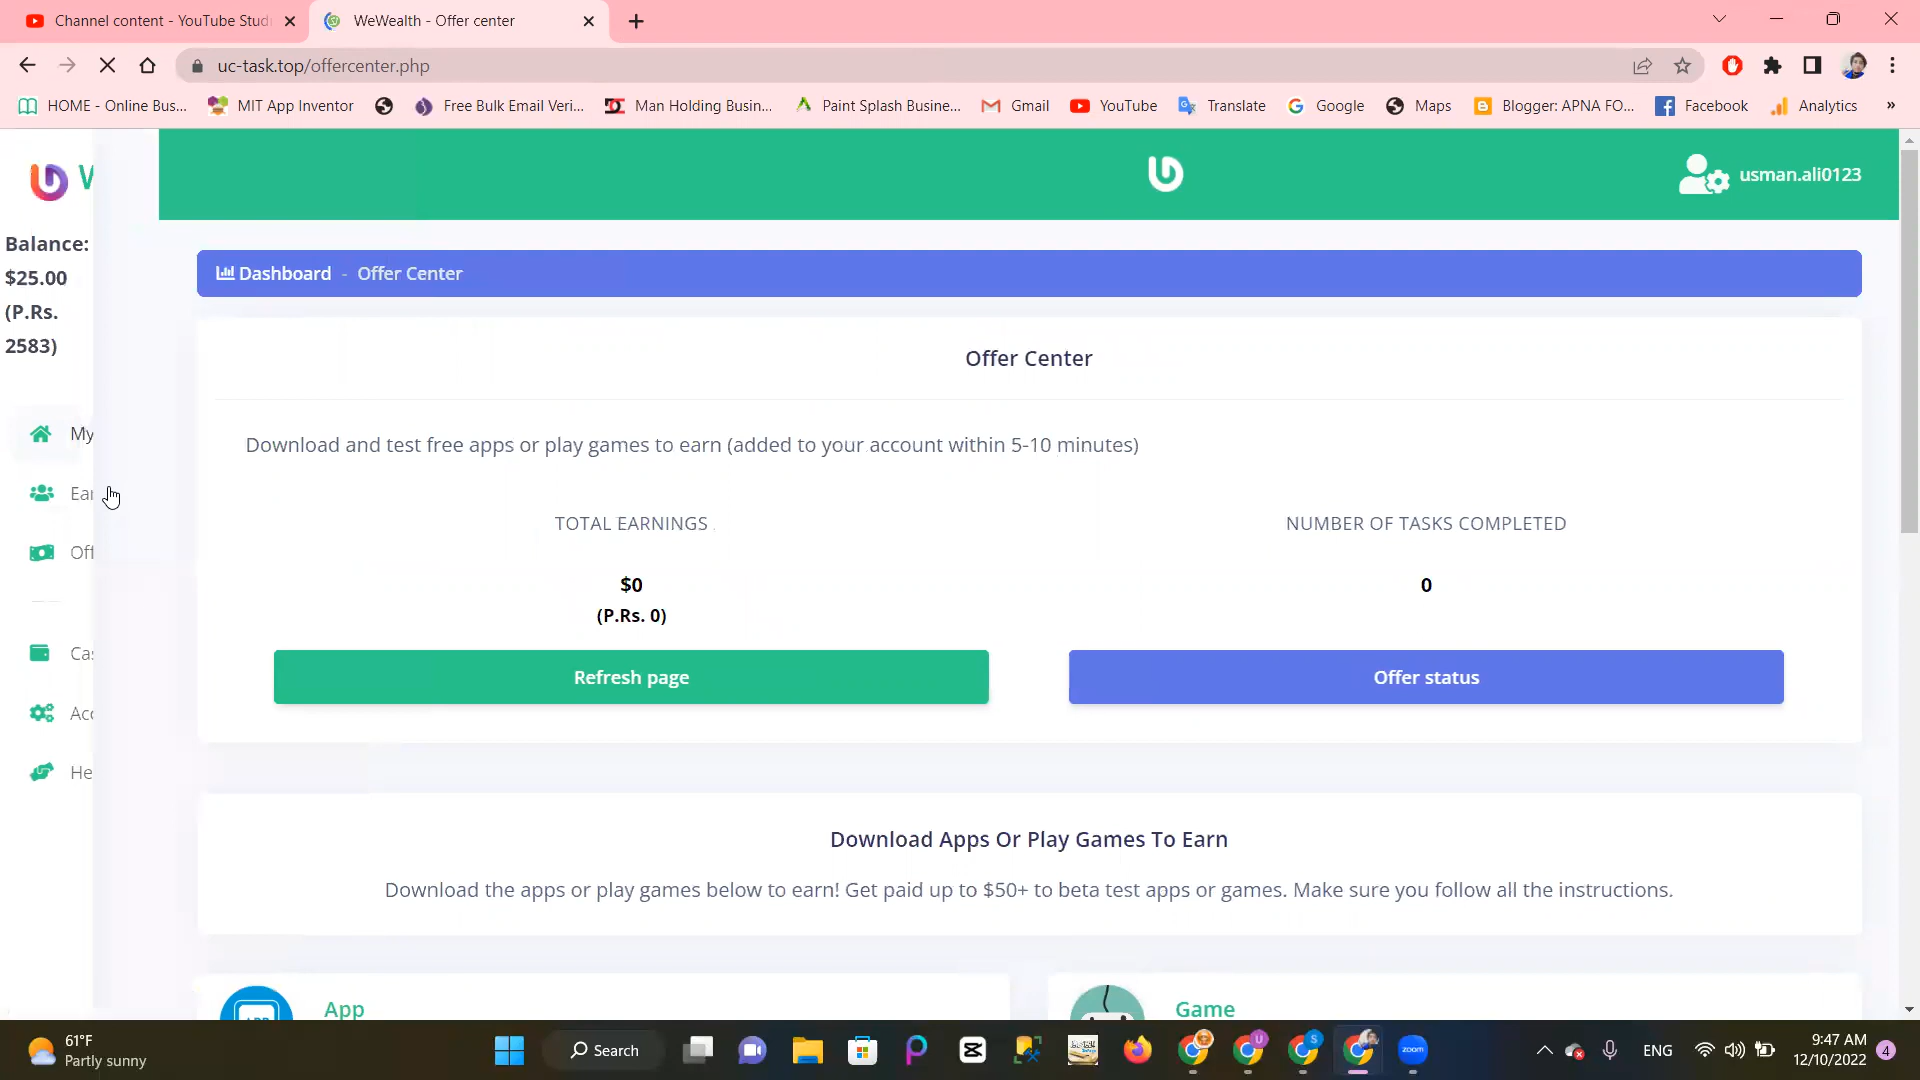 Channel content - YouTube Stud
WeWealth - Offer center
uc-task.top/offercenter.php
HOME - Online Bus...
MIT App Inventor
Free Bulk Email Veri...
Man Holding Busin...
Paint Splash Busine...
Gmail
YouTube
Translate
Google
Maps
Blogger: APNA FO...
Facebook
Analytics
»
W
usman.ali0123
Balance:
$25.00
(P.Rs.
2583)
Dashboard - Offer Center
Offer Center
My
Download and test free apps or play games to earn (added to your account within 5-10 minutes)
Ear
TOTAL EARNINGS
NUMBER OF TASKS COMPLETED
Off
$0
0
(P.Rs. 0)
Cas
Refresh page
Offer status
Acc
He
Download Apps Or Play Games To Earn
Download the apps or play games below to earn! Get paid up to $50+ to beta test apps or games. Make sure you follow all the instructions.
App
Game
61°F
Partly sunny
Search
zoom
ENG
9:47 AM
12/10/2022
4